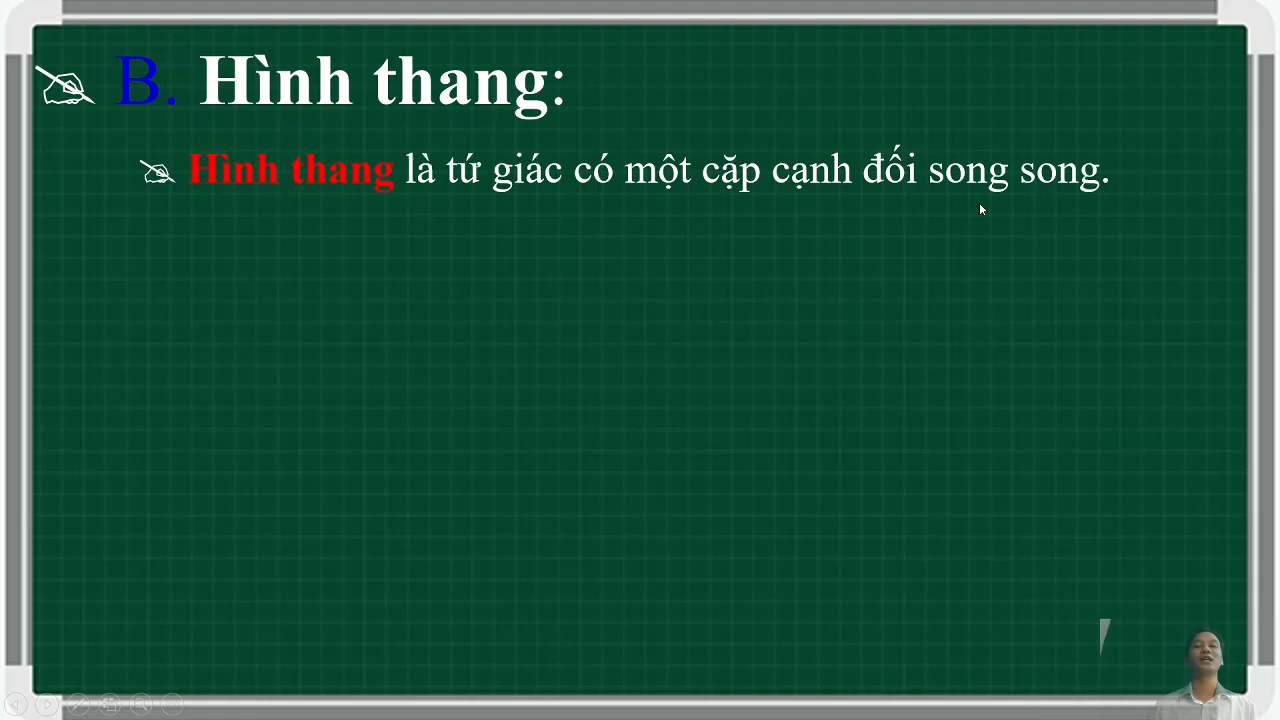 B. Hình thang:
Hình thang là tứ giác có một cặp cạnh đối song song.